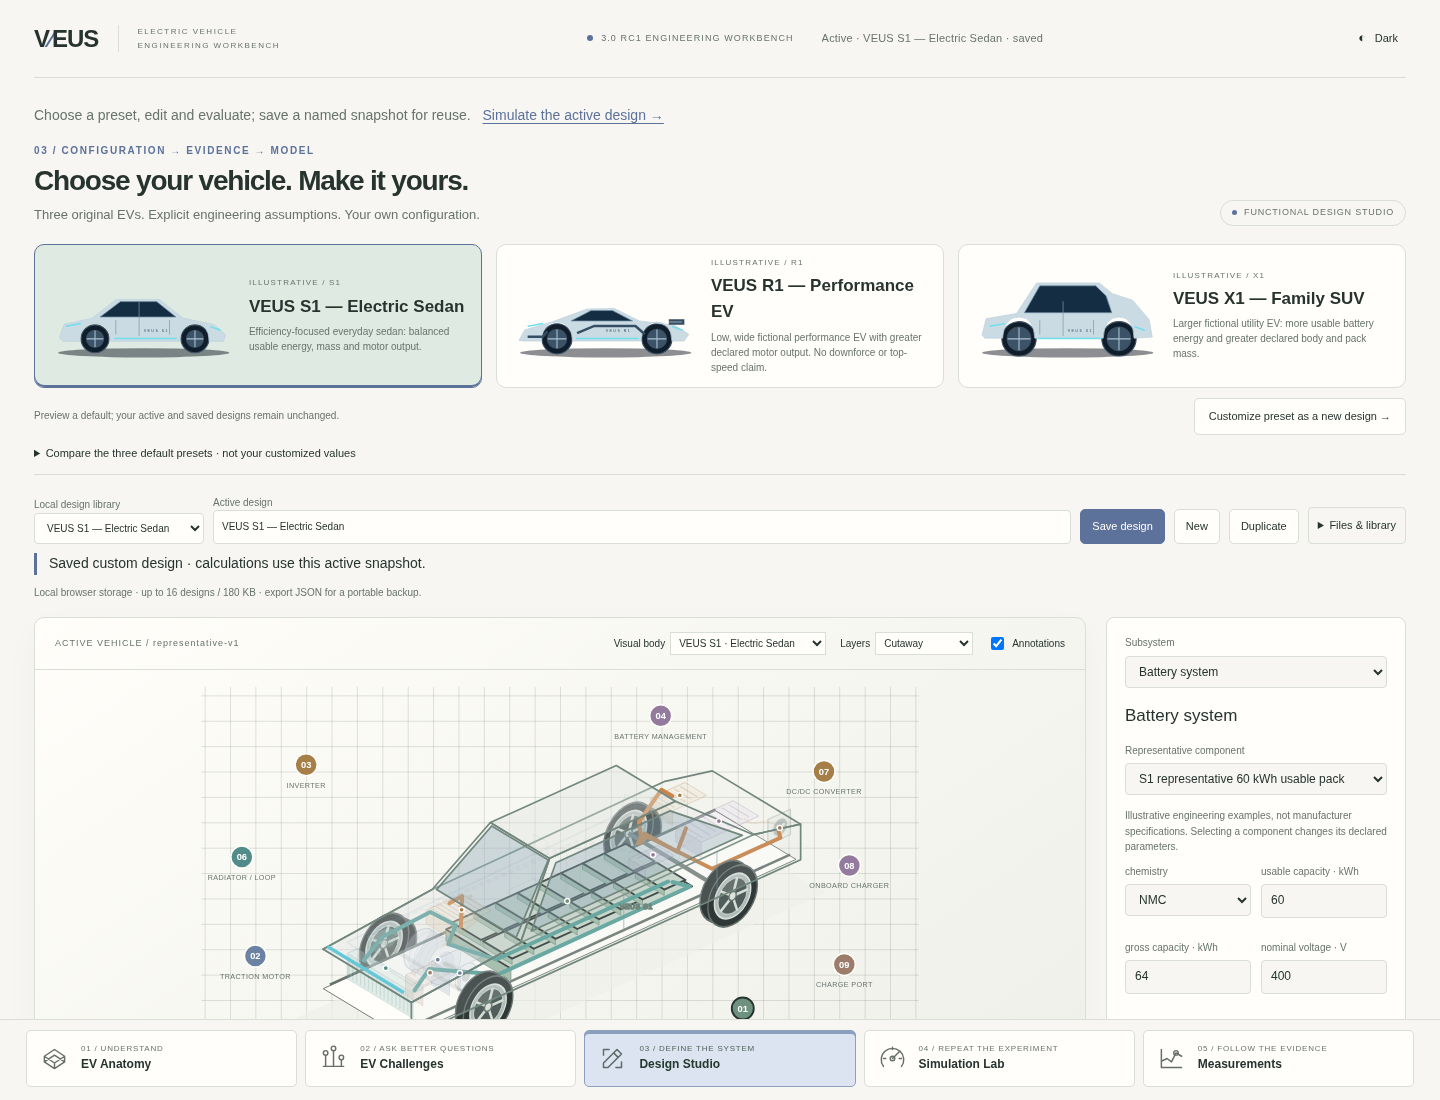 VEUS
ELECTRIC VEHICLE
ENGINEERING WORKBENCH
3.0 RC1 ENGINEERING WORKBENCH
Active · VEUS S1 — Electric Sedan · saved
Dark
Choose a preset, edit and evaluate; save a named snapshot for reuse. Simulate the active design →
03 / CONFIGURATION → EVIDENCE → MODEL
Choose your vehicle. Make it yours.
Three original EVs. Explicit engineering assumptions. Your own configuration.
FUNCTIONAL DESIGN STUDIO
VEUS S1
ILLUSTRATIVE / S1
VEUS S1 — Electric Sedan
Efficiency-focused everyday sedan: balanced
usable energy, mass and motor output.
VEUS R1
ILLUSTRATIVE / R1
VEUS R1 — Performance
EV
Low, wide fictional performance EV with greater
declared motor output. No downforce or top-
speed claim.
VEUS X1
ILLUSTRATIVE / X1
VEUS X1 — Family SUV
Larger fictional utility EV: more usable battery
energy and greater declared body and pack
mass.
Preview a default; your active and saved designs remain unchanged.
Customize preset as a new design →
Compare the three default presets · not your customized values
Local design library
VEUS S1 — Electric Sedan
Active design
VEUS S1 — Electric Sedan
Save design
New
Duplicate
Files & library
Saved custom design · calculations use this active snapshot.
Local browser storage · up to 16 designs / 180 KB · export JSON for a portable backup.
ACTIVE VEHICLE / representative-v1
Visual body
VEUS S1 · Electric Sedan
Layers
Cutaway
Annotations
04
BATTERY MANAGEMENT
03
INVERTER
07
DC/DC CONVERTER
06
RADIATOR / LOOP
08
ONBOARD CHARGER
VEUS S1
02
TRACTION MOTOR
09
CHARGE PORT
01
Subsystem
Battery system
Battery system
Representative component
S1 representative 60 kWh usable pack
Illustrative engineering examples, not manufacturer
specifications. Selecting a component changes its declared
parameters.
chemistry
NMC
usable capacity · kWh
60
gross capacity · kWh
64
nominal voltage · V
400
01 / UNDERSTAND
EV Anatomy
02 / ASK BETTER QUESTIONS
EV Challenges
03 / DEFINE THE SYSTEM
Design Studio
04 / REPEAT THE EXPERIMENT
Simulation Lab
05 / FOLLOW THE EVIDENCE
Measurements